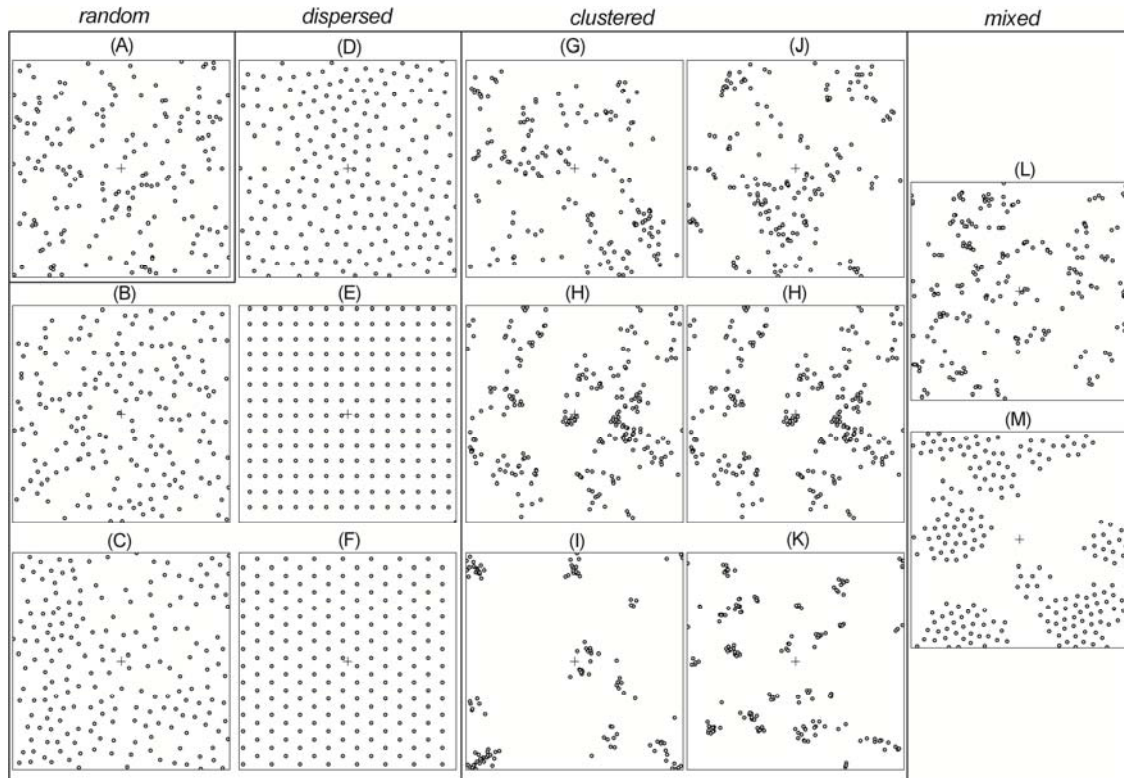 random dispersed clustered mixed
(A) (D) (G) (J)
(L)
(B) (E) (H) (H)
(M)
(C) (F) (I) (K)